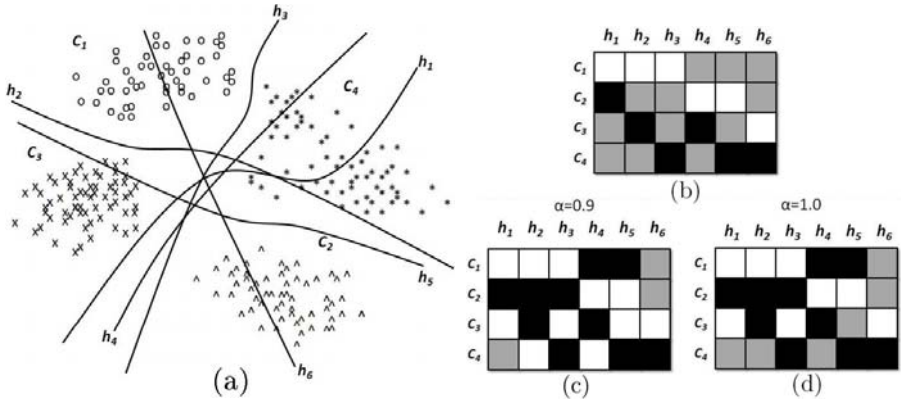 h3
C1
C4
h1
h2
C3
C2
h5
h4
h6
(a)
h1 h2 h3 h4 h5 h6
C1
C2
C3
C4
(b)
α=0.9
h1 h2 h3 h4 h5 h6
C1
C2
C3
C4
(c)
α=1.0
h1 h2 h3 h4 h5 h6
C1
C2
C3
C4
(d)